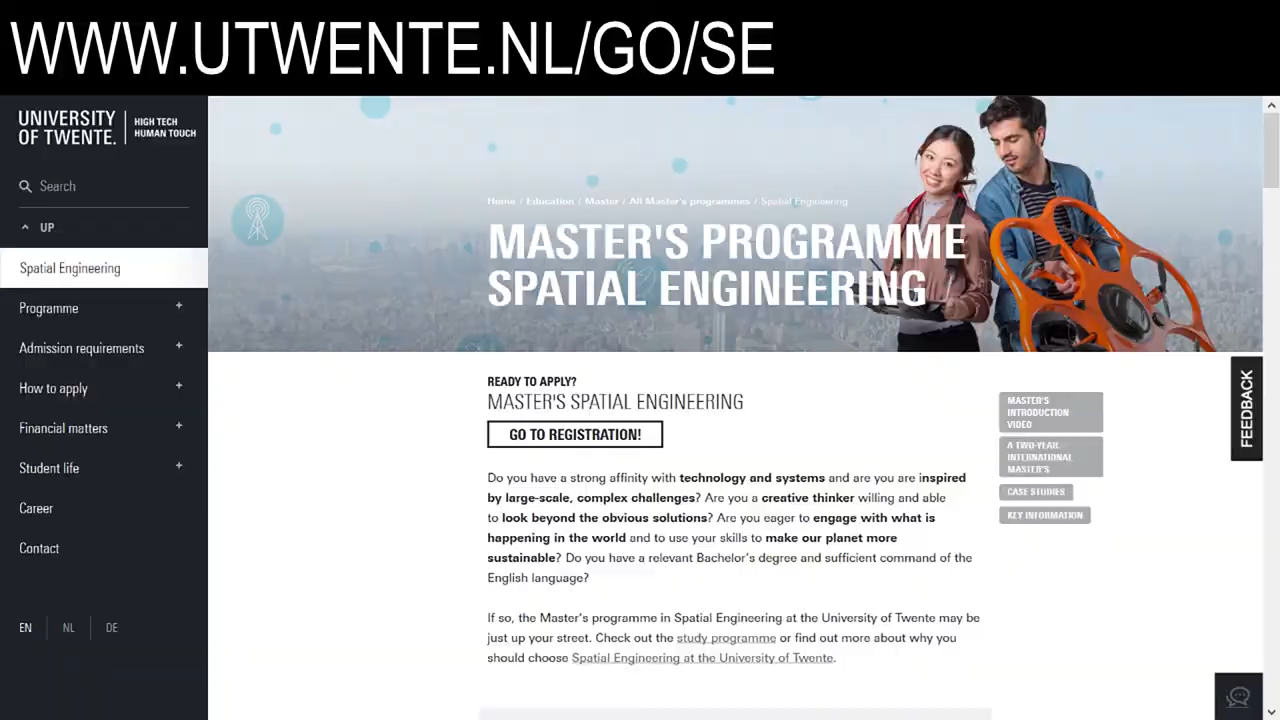 WWW.UTWENTE.NL/GO/SE
UNIVERSITY OF TWENTE.
HIGH TECH
HUMAN TOUCH
Search
UP
Spatial Engineering
Programme +
Admission requirements +
How to apply +
Financial matters +
Student life +
Career
Contact
EN NL DE
Home / Education / Master / All Master's programmes / Spatial Engineering
MASTER'S PROGRAMME
SPATIAL ENGINEERING
READY TO APPLY?
MASTER'S SPATIAL ENGINEERING
GO TO REGISTRATION!
Do you have a strong affinity with technology and systems and are you are inspired
by large-scale, complex challenges? Are you a creative thinker willing and able
to look beyond the obvious solutions? Are you eager to engage with what is
happening in the world and to use your skills to make our planet more
sustainable? Do you have a relevant Bachelor's degree and sufficient command of the
English language?
If so, the Master's programme in Spatial Engineering at the University of Twente may be
just up your street. Check out the study programme or find out more about why you
should choose Spatial Engineering at the University of Twente.
MASTER'S
INTRODUCTION
VIDEO
A TWO-YEAR,
INTERNATIONAL
MASTER'S
CASE STUDIES
KEY INFORMATION
FEEDBACK